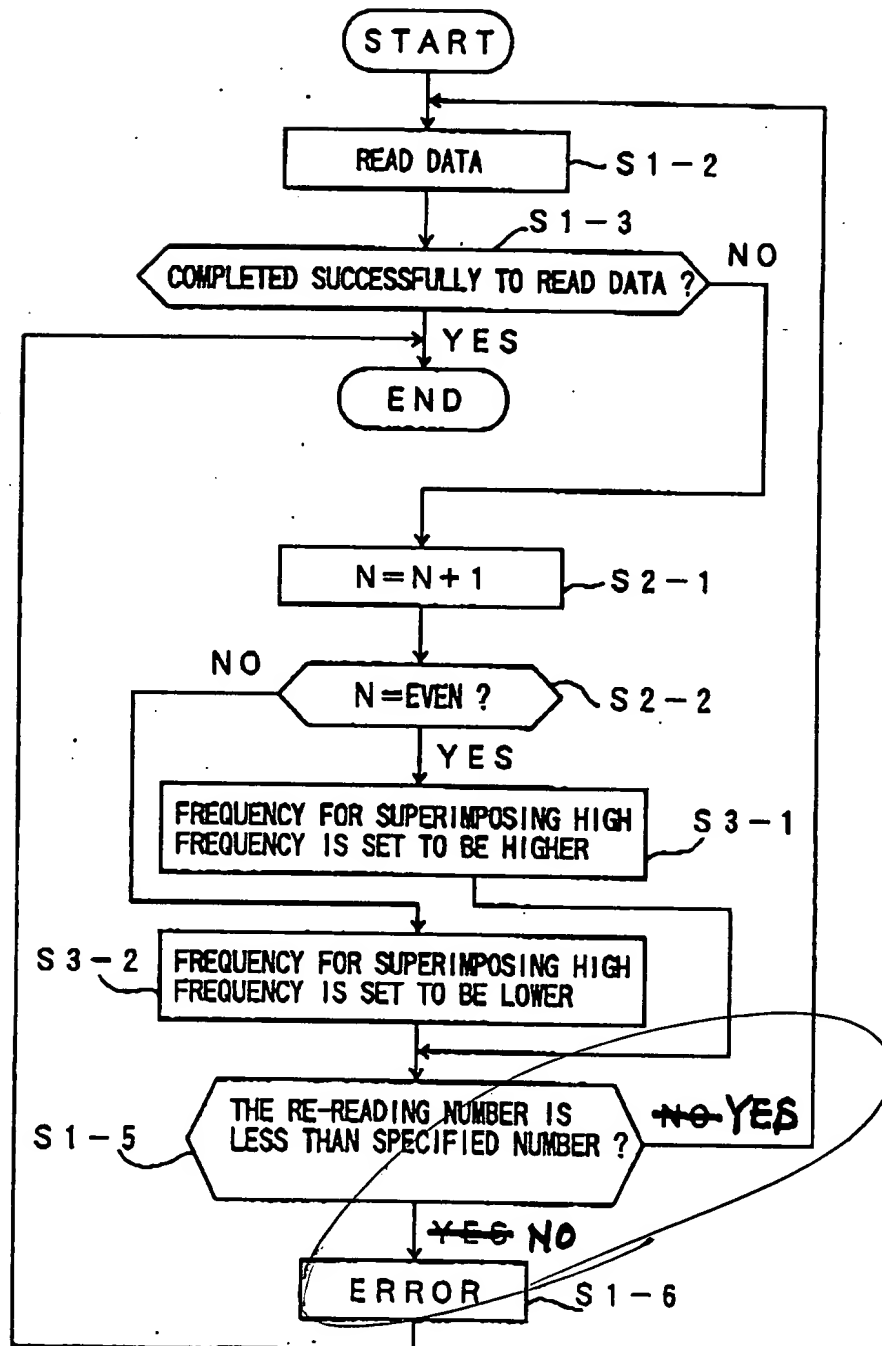 START
READ DATA
S1-2
S1-3
COMPLETED SUCCESSFULLY TO READ DATA ?
NO
YES
END
N=N+1
S2-1
NO
N=EVEN ?
S2-2
YES
FREQUENCY FOR SUPERIMPOSING HIGH
FREQUENCY IS SET TO BE HIGHER
S3-1
S3-2
FREQUENCY FOR SUPERIMPOSING HIGH
FREQUENCY IS SET TO BE LOWER
THE RE-READING NUMBER IS
LESS THAN SPECIFIED NUMBER ?
S1-5
NO YES
YES NO
ERROR
S1-6